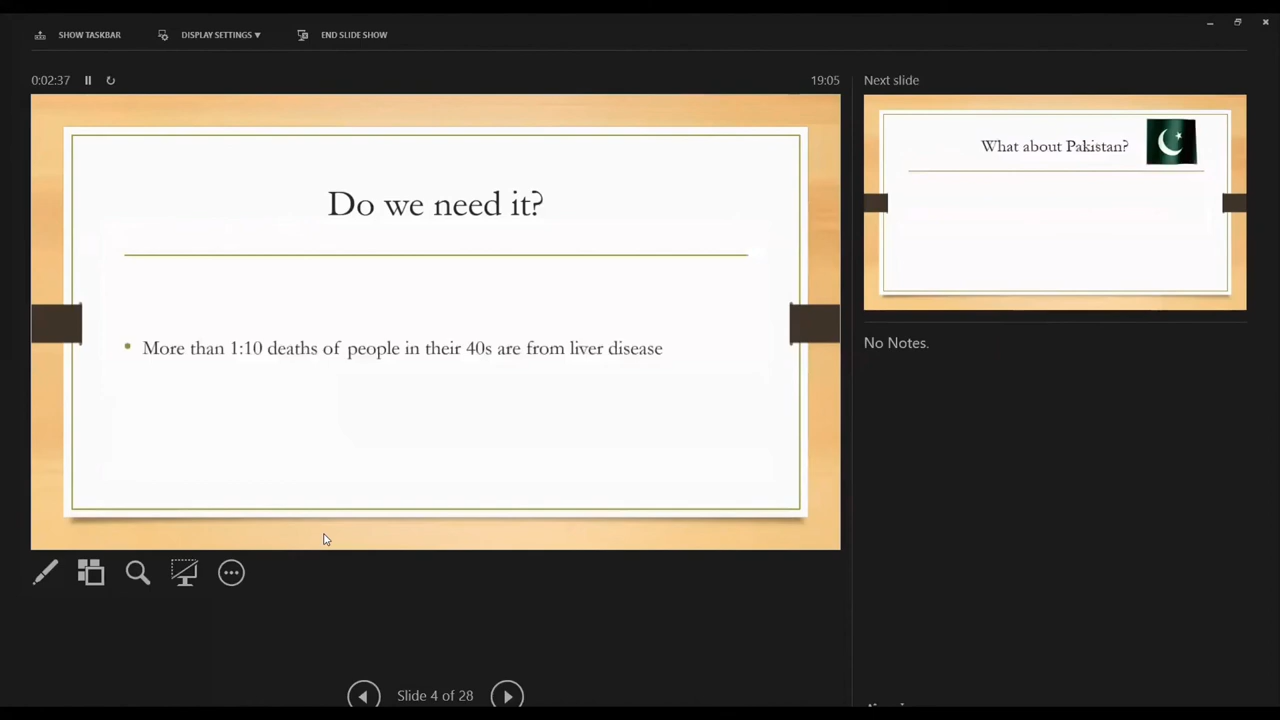 SHOW TASKBAR
DISPLAY SETTINGS ▼
END SLIDE SHOW
0:02:37
19:05
Next slide
Do we need it?
• More than 1:10 deaths of people in their 40s are from liver disease
What about Pakistan?
No Notes.
Slide 4 of 28